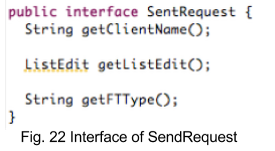 public interface SentRequest {
String getClientName();
ListEdit getListEdit();
String getFTType();
}
Fig. 22 Interface of SendRequest